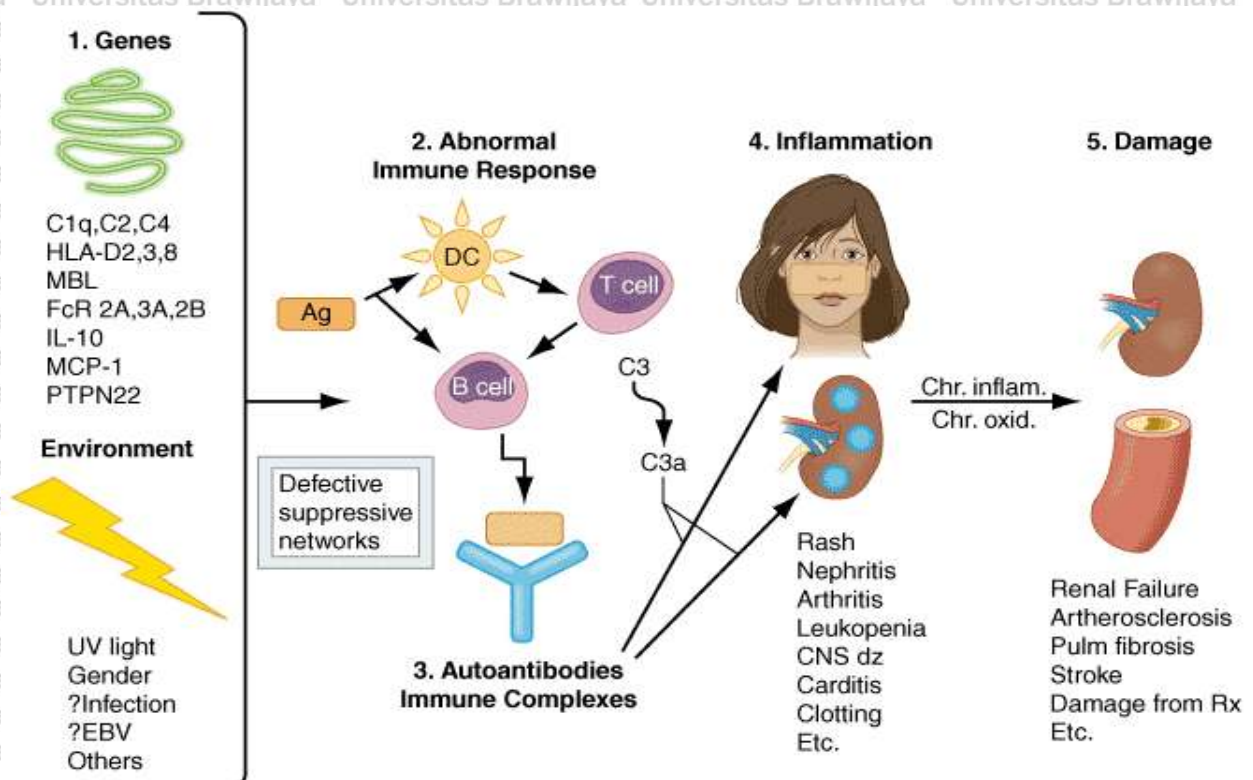 Universitas Brawijaya Universitas Brawijaya Universitas Brawijaya Universitas Brawijaya
1. Genes
C1q,C2,C4
HLA-D2,3,8
MBL
FcR 2A,3A,2B
IL-10
MCP-1
PTPN22
Environment
UV light
Gender
?Infection
?EBV
Others
2. Abnormal
Immune Response
DC
T cell
Ag
B cell
C3
C3a
Defective
suppressive
networks
3. Autoantibodies
Immune Complexes
4. Inflammation
Rash
Nephritis
Arthritis
Leukopenia
CNS dz
Carditis
Clotting
Etc.
Chr. inflam.
Chr. oxid.
5. Damage
Renal Failure
Artherosclerosis
Pulm fibrosis
Stroke
Damage from Rx
Etc.